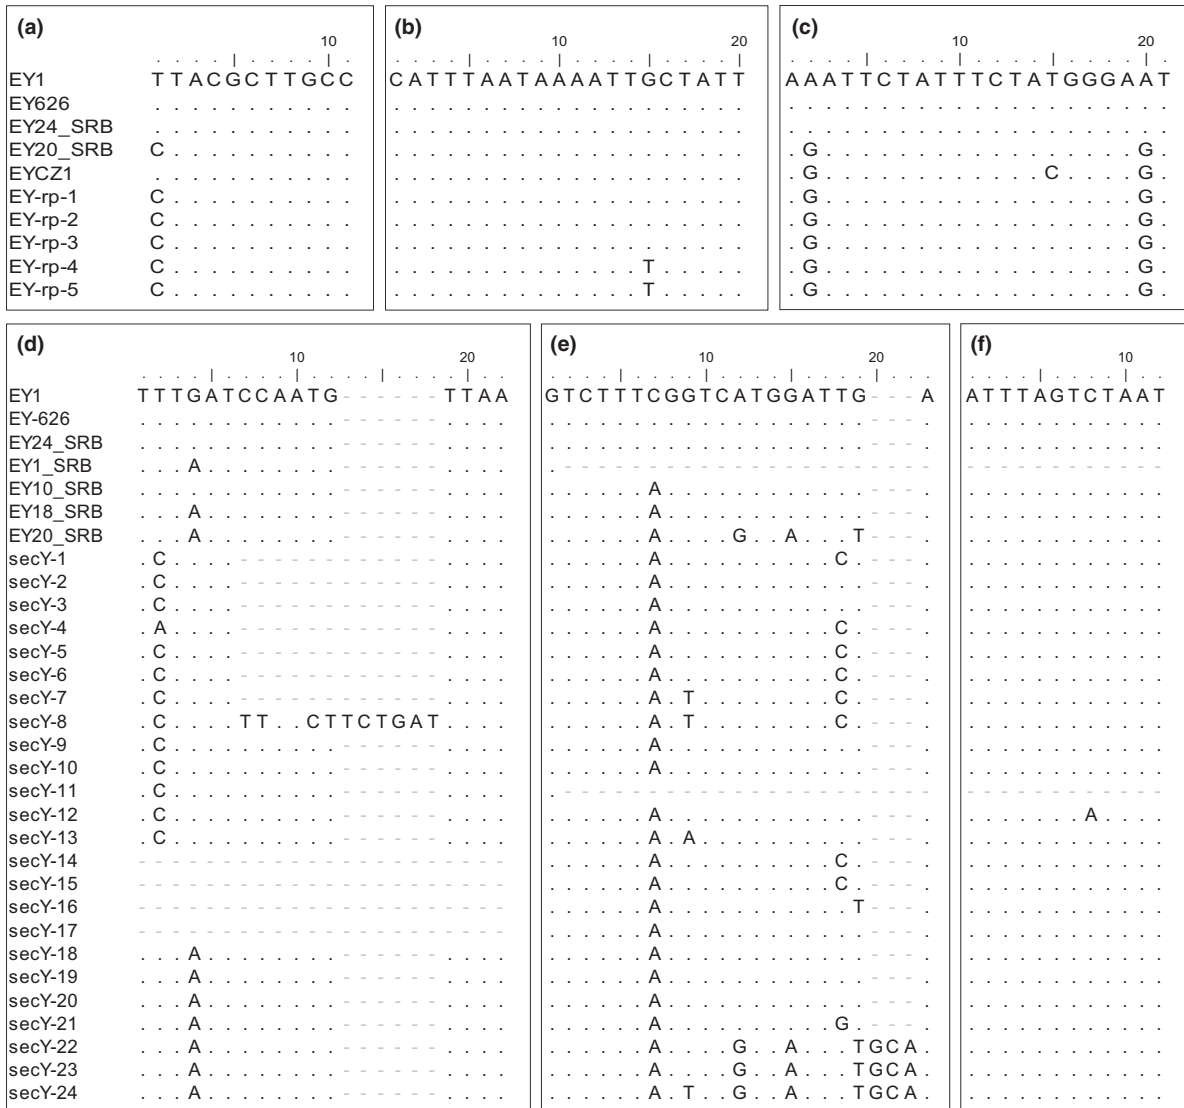 (a) (b) (c)
10 10 20 10 20
EY1 TTACGCTTGCC CATTTAATAAAATTGCTATT AAATTCTATTTCTATGGGAAT
EY626 ........... .................... .....................
EY24_SRB ........... .................... .....................
EY20_SRB C.......... .................... .G.................G.
EYCZ1 ........... .................... .G............C....G.
EY-rp-1 C.......... .................... .G.................G.
EY-rp-2 C.......... .................... .G.................G.
EY-rp-3 C.......... .................... .G.................G.
EY-rp-4 C.......... ..............T..... .G.................G.
EY-rp-5 C.......... ..............T..... .G.................G.
(d) (e) (f)
10 20 10 20 10
EY1 TTTGATCCAATG------TTAA GTCTTTCGGTCATGGATTG---A ATTTAGTCTAAT
EY-626 ............------.... ...................---. ............
EY24_SRB ............------.... ...................---. ............
EY1_SRB ...A........------.... .---------------------- ------------
EY10_SRB ............------.... ......A............---. ............
EY18_SRB ...A........------.... ......A............---. ............
EY20_SRB ...A........------.... ......A....G..A...T---. ............
secY-1 .C....------------.... ......A..........C.---. ............
secY-2 .C....------------.... ......A............---. ............
secY-3 .C....------------.... ......A............---. ............
secY-4 .A....------------.... ......A..........C.---. ............
secY-5 .C....------------.... ......A..........C.---. ............
secY-6 .C....------------.... ......A..........C.---. ............
secY-7 .C....------------.... ......A.T........C.---. ............
secY-8 .C....TT..CTTCTGAT.... ......A.T........C.---. ............
secY-9 .C..........------.... ......A............---. ............
secY-10 .C..........------.... ......A............---. ............
secY-11 .C..........------.... .---------------------- ------------
secY-12 .C..........------.... ......A............---. .......A....
secY-13 .C..........------.... ......A.A..........---. ............
secY-14 ---------------------- ......A..........C.---. ............
secY-15 ---------------------- ......A..........C.---. ............
secY-16 ---------------------- ......A...........T---. ............
secY-17 ---------------------- ......A............---. ............
secY-18 ...A........------.... ......A............---. ............
secY-19 ...A........------.... ......A............---. ............
secY-20 ...A........------.... ......A............---. ............
secY-21 ...A........------.... ......A..........G.---. ............
secY-22 ...A........------.... ......A....G..A...TGCA. ............
secY-23 ...A........------.... ......A....G..A...TGCA. ............
secY-24 ...A........------.... ......A.T..G..A...TGCA. ............